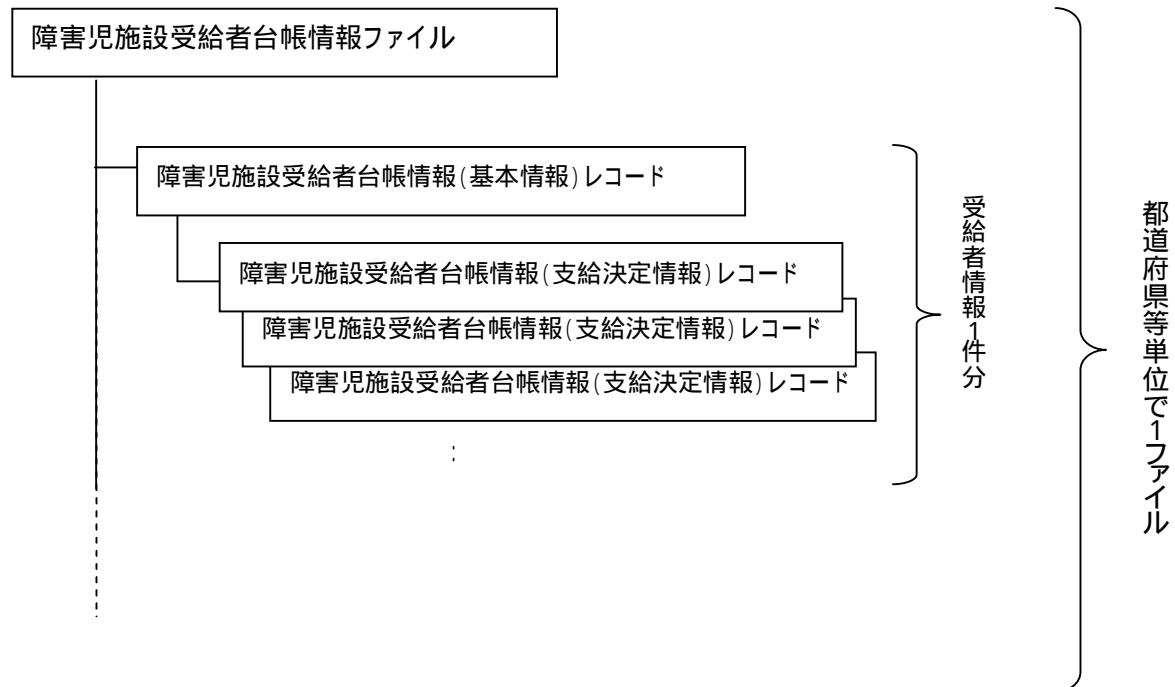 障害児施設受給者台帳情報ファイル
障害児施設受給者台帳情報(基本情報)レコード
障害児施設受給者台帳情報(支給決定情報)レコード
障害児施設受給者台帳情報(支給決定情報)レコード
障害児施設受給者台帳情報(支給決定情報)レコード
:
受給者情報1件分
都道府県等単位で1ファイル